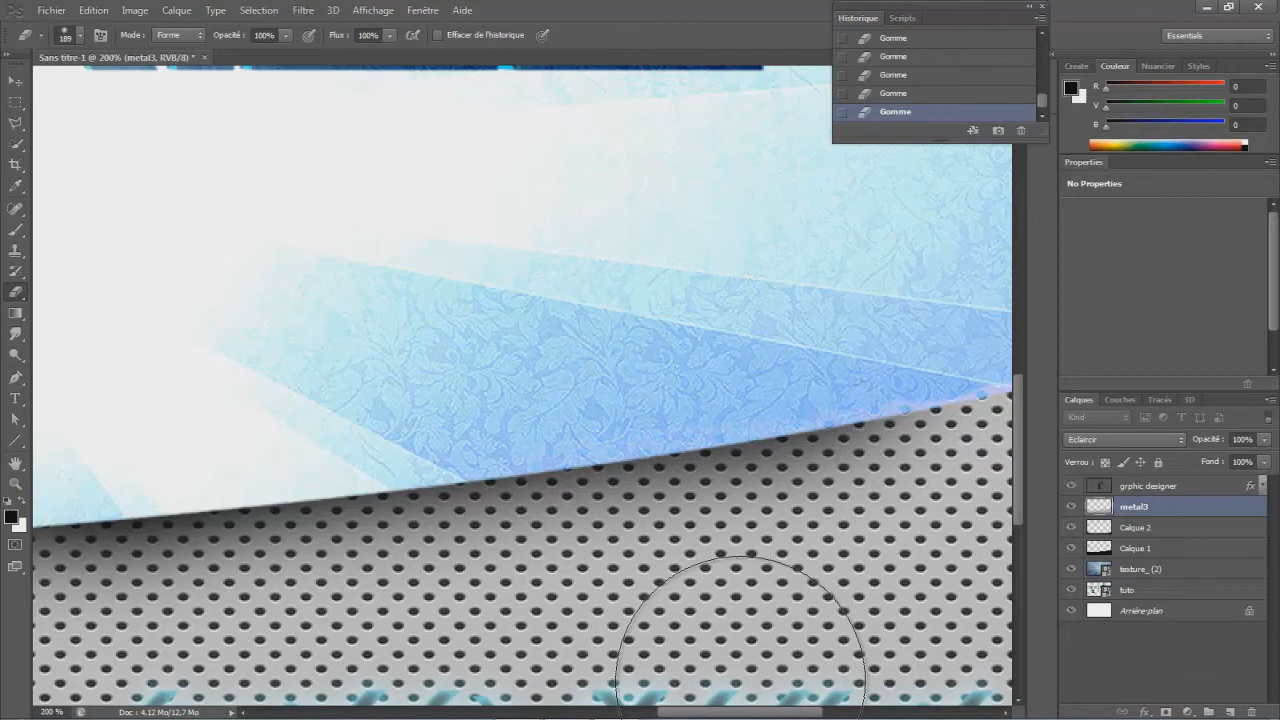 Ps Fichier Edition Image Calque Type Sélection Filtre 3D Affichage Fenêtre Aide
189 Mode : Forme Opacité : 100% Flux : 100% Effacer de l'historique
Essentials
Sans titre-1 @ 200% (metal3, RVB/8) * ×
Historique Scripts
Gomme
Gomme
Gomme
Gomme
Gomme
Create Couleur Nuancier Styles
R 0
V 0
B 0
Properties
No Properties
Calques Couches Tracés 3D
Kind
Eclaircir Opacité : 100%
Verrou : Fond : 100%
grphic designer fx
metal3
Calque 2
Calque 1
texture_ (2)
tuto
Arrière-plan
200 % Doc : 4,12 Mo/12,7 Mo